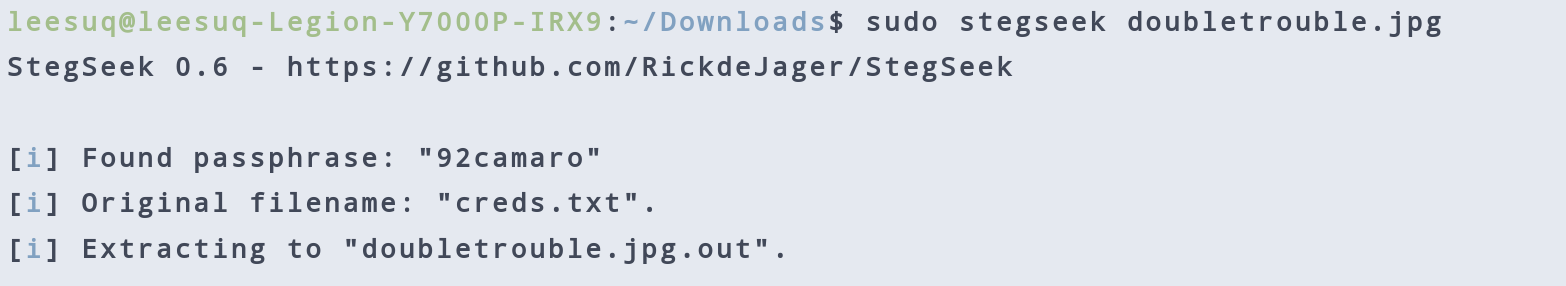 leesuq@leesuq-Legion-Y7000P-IRX9:~/Downloads$ sudo stegseek doubletrouble.jpg
StegSeek 0.6 - https://github.com/RickdeJager/StegSeek
[i] Found passphrase: "92camaro"
[i] Original filename: "creds.txt".
[i] Extracting to "doubletrouble.jpg.out".